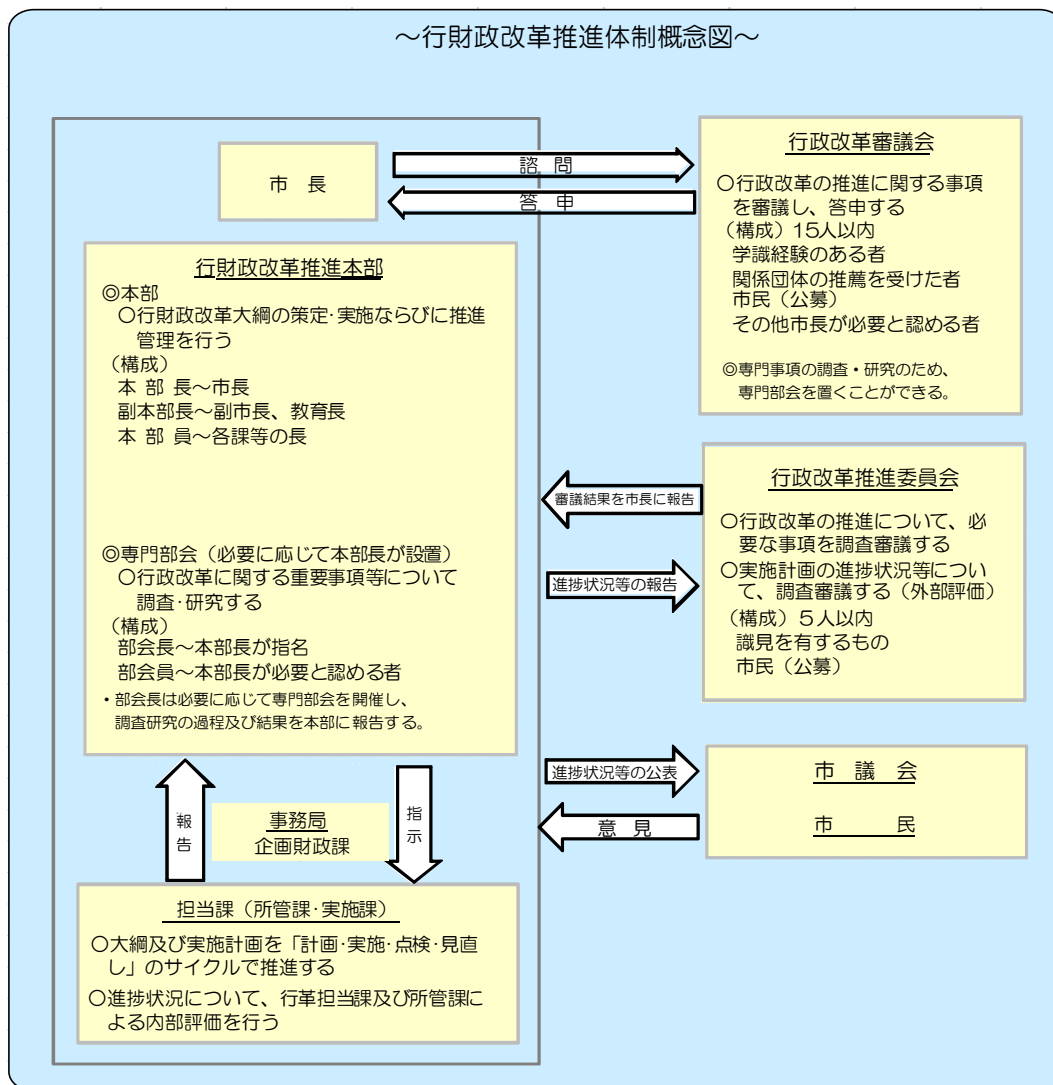 ～行財政改革推進体制概念図～
市　長
諮 問
答 申
行政改革審議会
〇行政改革の推進に関する事項
を審議し、答申する
（構成）15人以内
学識経験のある者
関係団体の推薦を受けた者
市民（公募）
その他市長が必要と認める者
◎専門事項の調査・研究のため、
専門部会を置くことができる。
行財政改革推進本部
◎本部
〇行財政改革大綱の策定･実施ならびに推進
管理を行う
（構成）
本 部 長～市長
副本部長～副市長、教育長
本 部 員～各課等の長
◎専門部会（必要に応じて本部長が設置）
〇行政改革に関する重要事項等について
調査･研究する
（構成）
部会長～本部長が指名
部会員～本部長が必要と認める者
・部会長は必要に応じて専門部会を開催し、
調査研究の過程及び結果を本部に報告する。
審議結果を市長に報告
進捗状況等の報告
行政改革推進委員会
〇行政改革の推進について、必
要な事項を調査審議する
〇実施計画の進捗状況等につい
て、調査審議する（外部評価）
（構成）５人以内
識見を有するもの
市民（公募）
進捗状況等の公表
意 見
市　議　会
市　　　民
報告
事務局
企画財政課
指示
担当課（所管課･実施課）
〇大綱及び実施計画を「計画･実施･点検･見直
し」のサイクルで推進する
〇進捗状況について、行革担当課及び所管課に
よる内部評価を行う